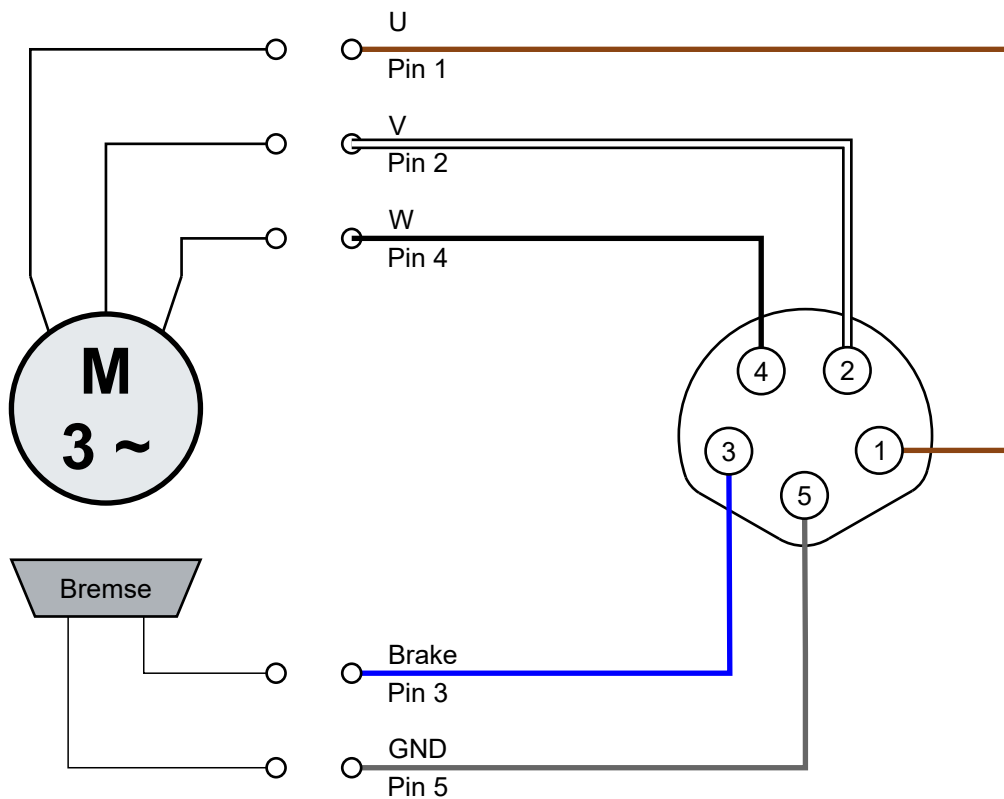 U
Pin 1
V
Pin 2
W
Pin 4
M
3 ~
4
2
3
1
5
Bremse
Brake
Pin 3
GND
Pin 5